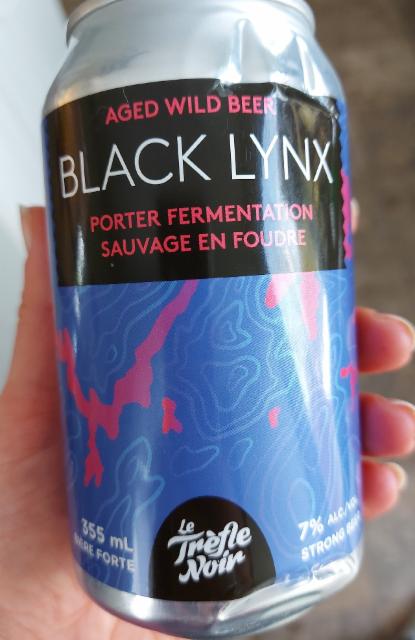 AGED WILD BEER
BLACK LYNX
PORTER FERMENTATION
SAUVAGE EN FOUDRE
355 mL
FORTE
Le
Trèfle
Noir
7% ALC./VOL
STRONG